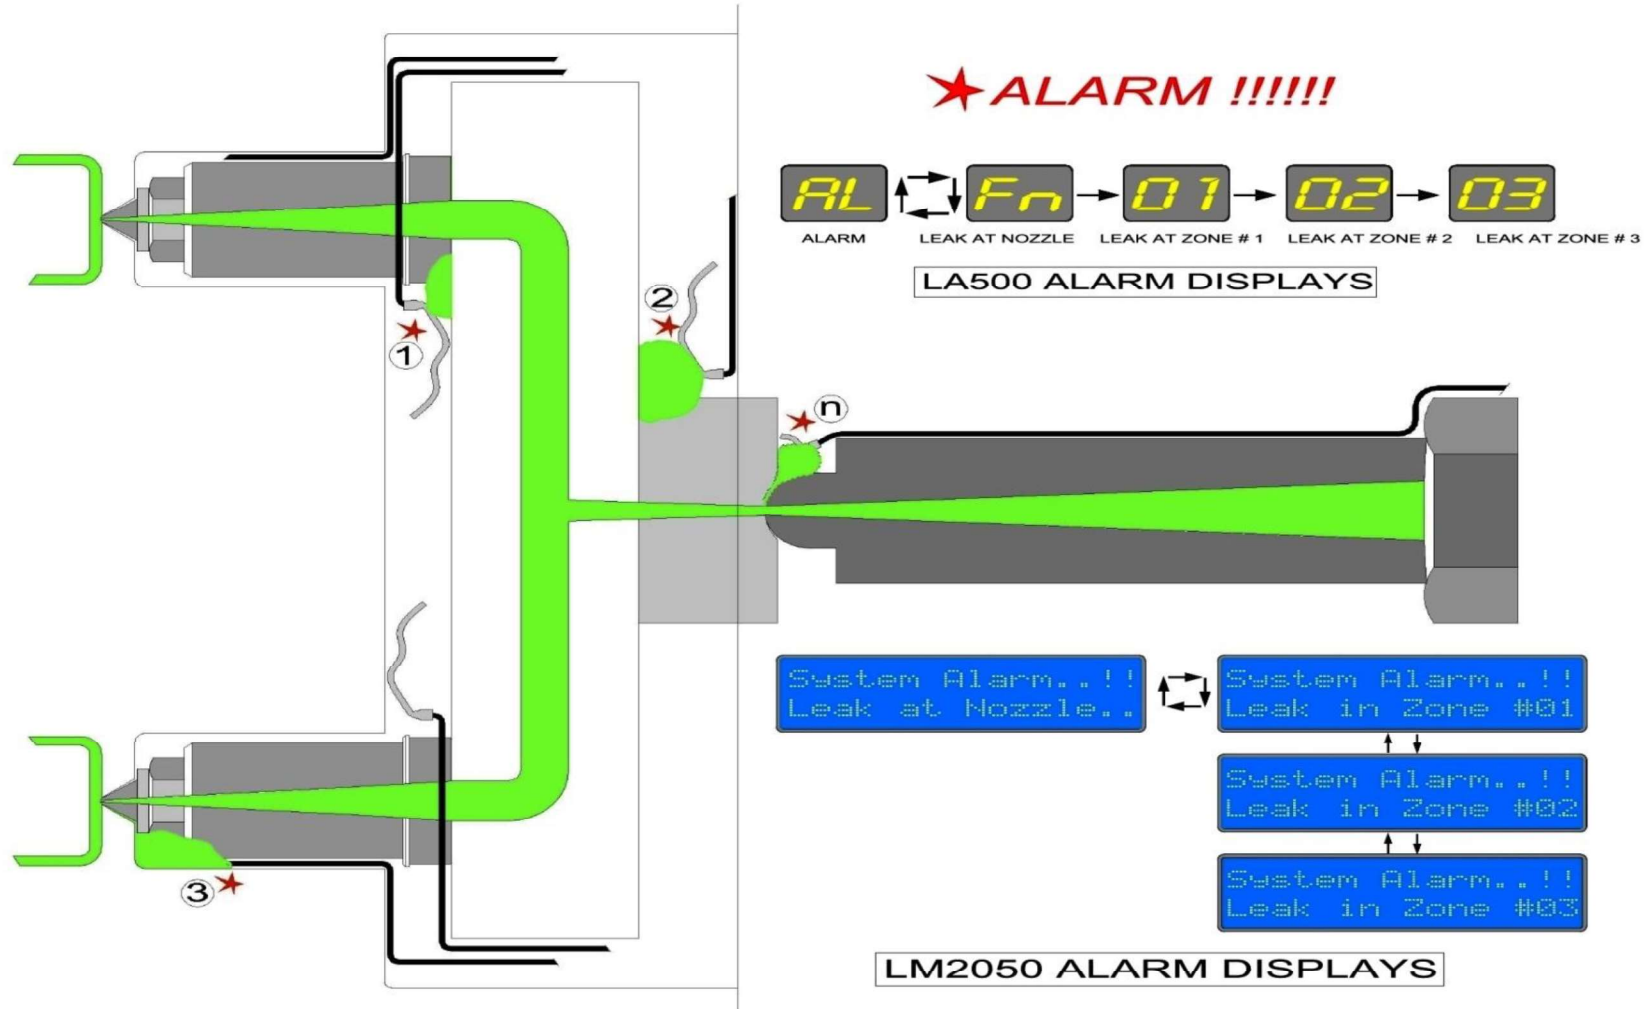 ALARM !!!!!!
AL Fn 01 02 03
ALARM LEAK AT NOZZLE LEAK AT ZONE # 1 LEAK AT ZONE # 2 LEAK AT ZONE # 3
LA500 ALARM DISPLAYS
2
1
n
3
System Alarm..!!
Leak at Nozzle..
System Alarm..!!
Leak in Zone #01
System Alarm..!!
Leak in Zone #02
System Alarm..!!
Leak in Zone #03
LM2050 ALARM DISPLAYS